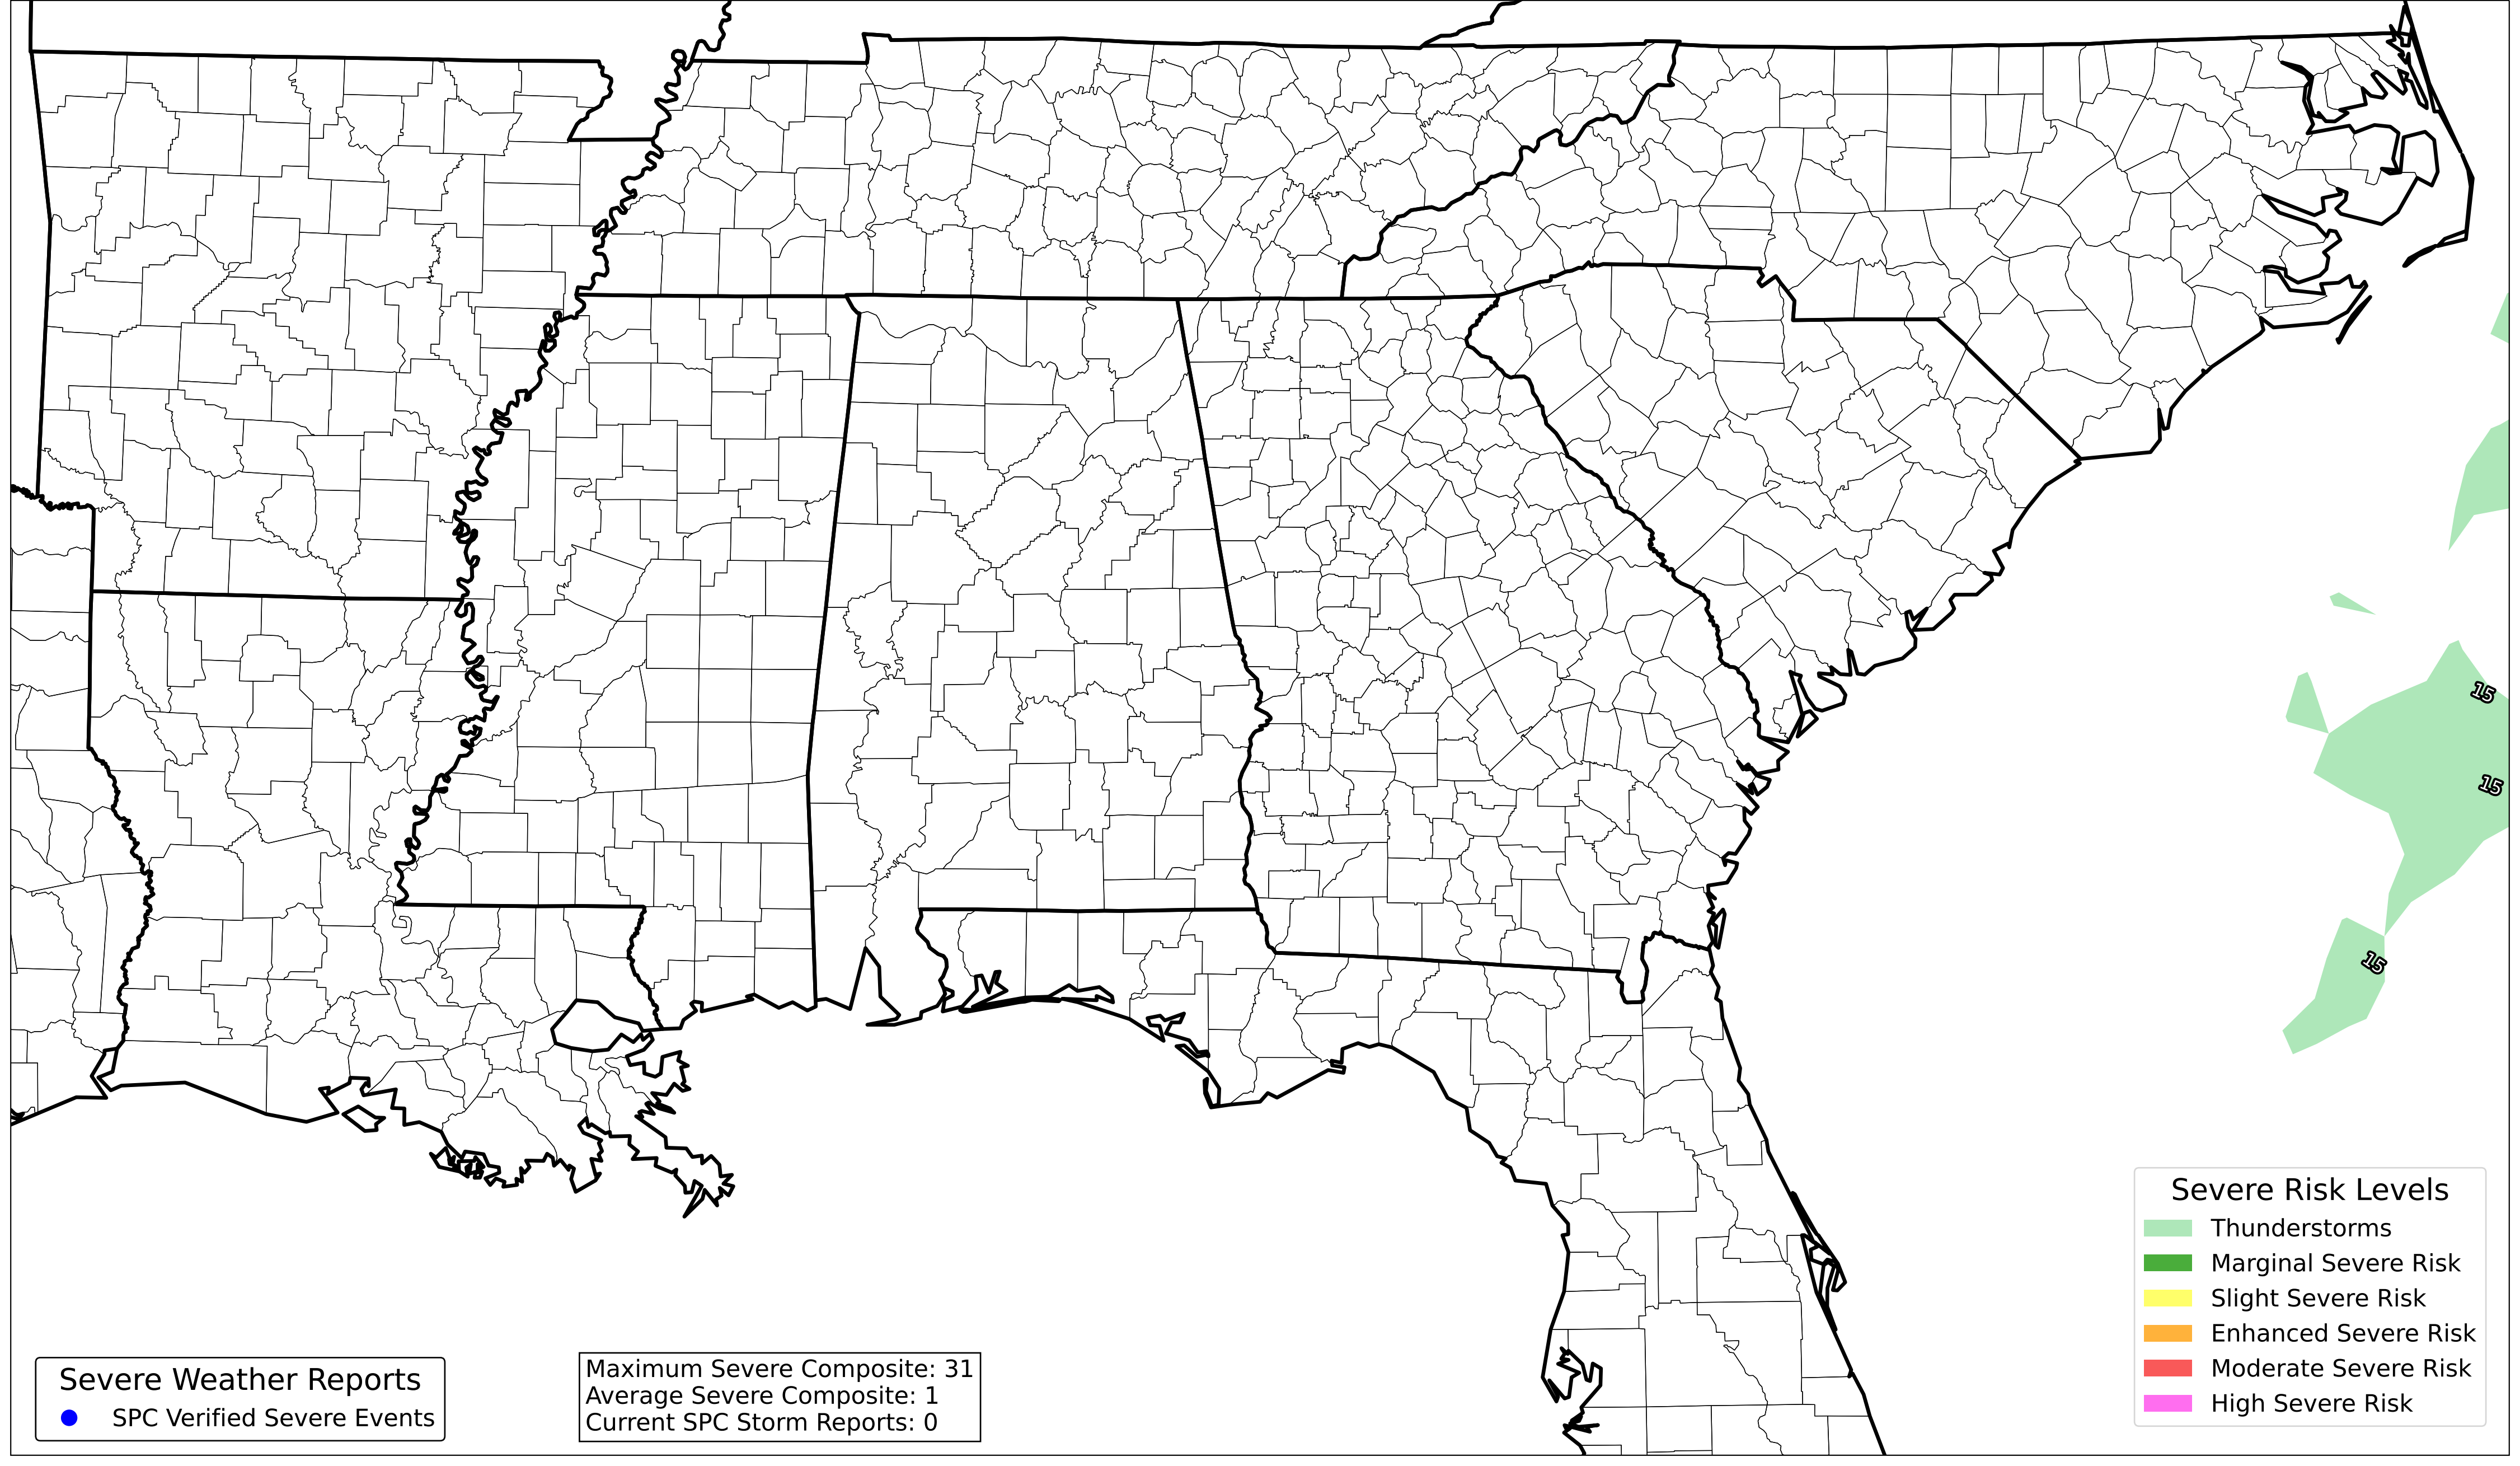 15
15
15
Severe Risk Levels
Thunderstorms
Marginal Severe Risk
Slight Severe Risk
Enhanced Severe Risk
Moderate Severe Risk
High Severe Risk
Severe Weather Reports
SPC Verified Severe Events
Maximum Severe Composite: 31
Average Severe Composite: 1
Current SPC Storm Reports: 0